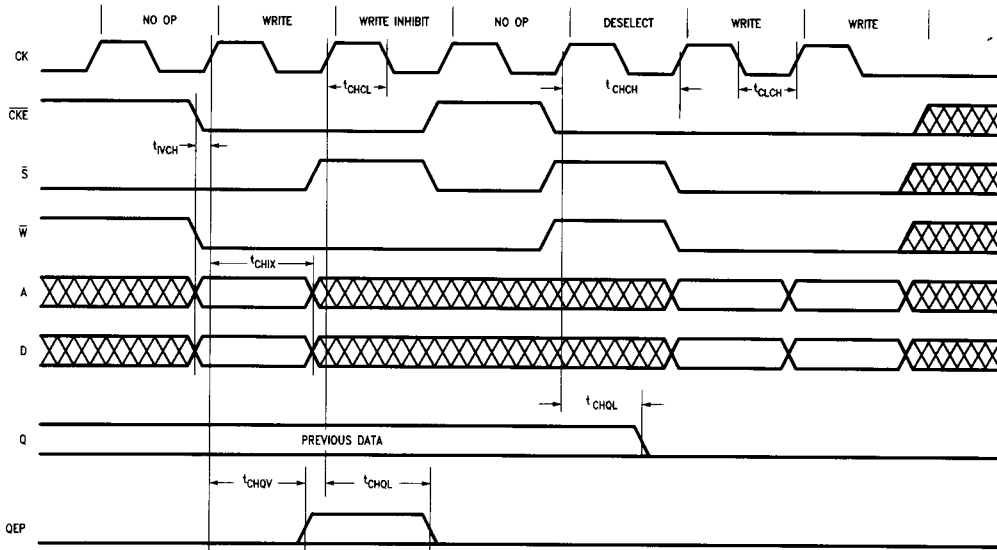 NO OP WRITE WRITE INHIBIT NO OP DESELECT WRITE WRITE
CK
tCHCL tCHCH tCLCH
CKE
tIVCH
S
W
tCHIX
A
D
tCHQL
Q PREVIOUS DATA
tCHQV tCHQL
QEP